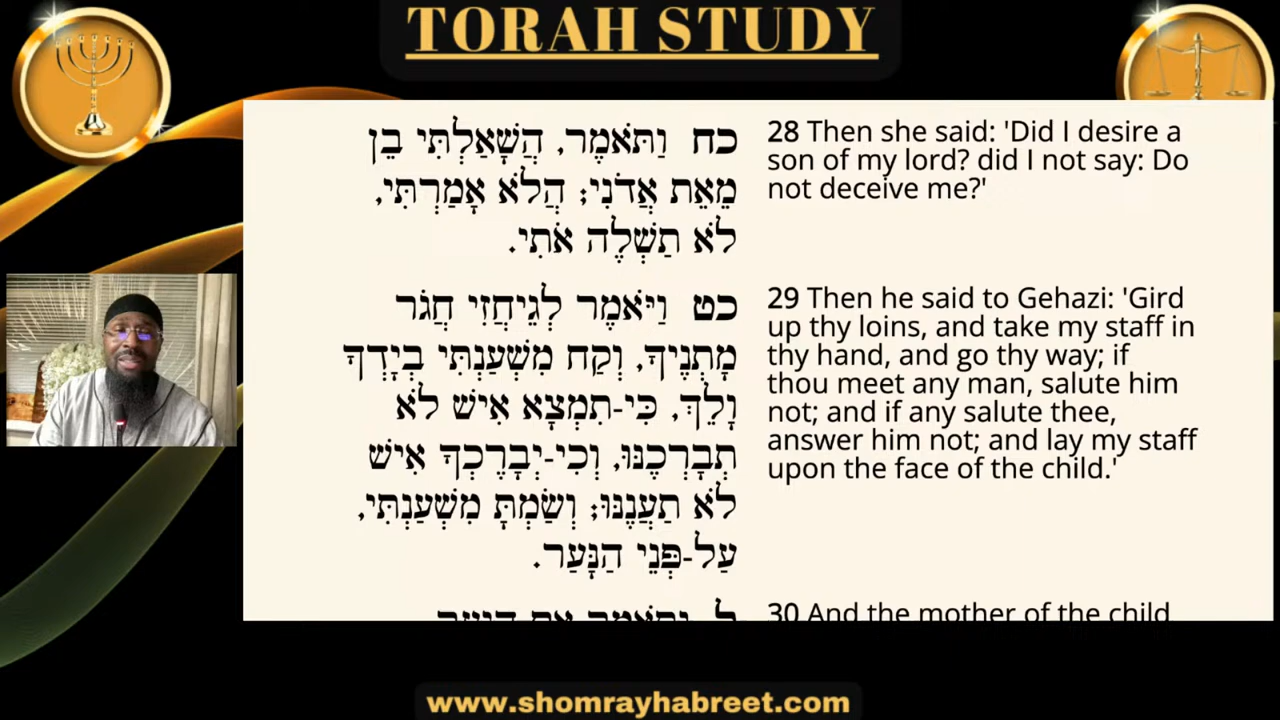 TORAH STUDY
כח וַתֹּאמֶר, הֲשָׁאַלְתִּי בֵן
מֵאֵת אֲדֹנִי; הֲלֹא אָמַרְתִּי,
לֹא תַשְׁלֶה אֹתִי.
28 Then she said: 'Did I desire a
son of my lord? did I not say: Do
not deceive me?'
כט וַיֹּאמֶר לְגֵיחֲזִי חֲגֹר
מָתְנֶיךָ, וְקַח מִשְׁעַנְתִּי בְיָדְךָ
וָלֵךְ, כִּי-תִמְצָא אִישׁ לֹא
תְבָרְכֶנּוּ, וְכִי-יְבָרֶכְךָ אִישׁ
לֹא תַעֲנֶנּוּ; וְשַׂמְתָּ מִשְׁעַנְתִּי,
עַל-פְּנֵי הַנָּעַר.
29 Then he said to Gehazi: 'Gird
up thy loins, and take my staff in
thy hand, and go thy way; if
thou meet any man, salute him
not; and if any salute thee,
answer him not; and lay my staff
upon the face of the child.'
30 And the mother of the child
www.shomrayhabreet.com